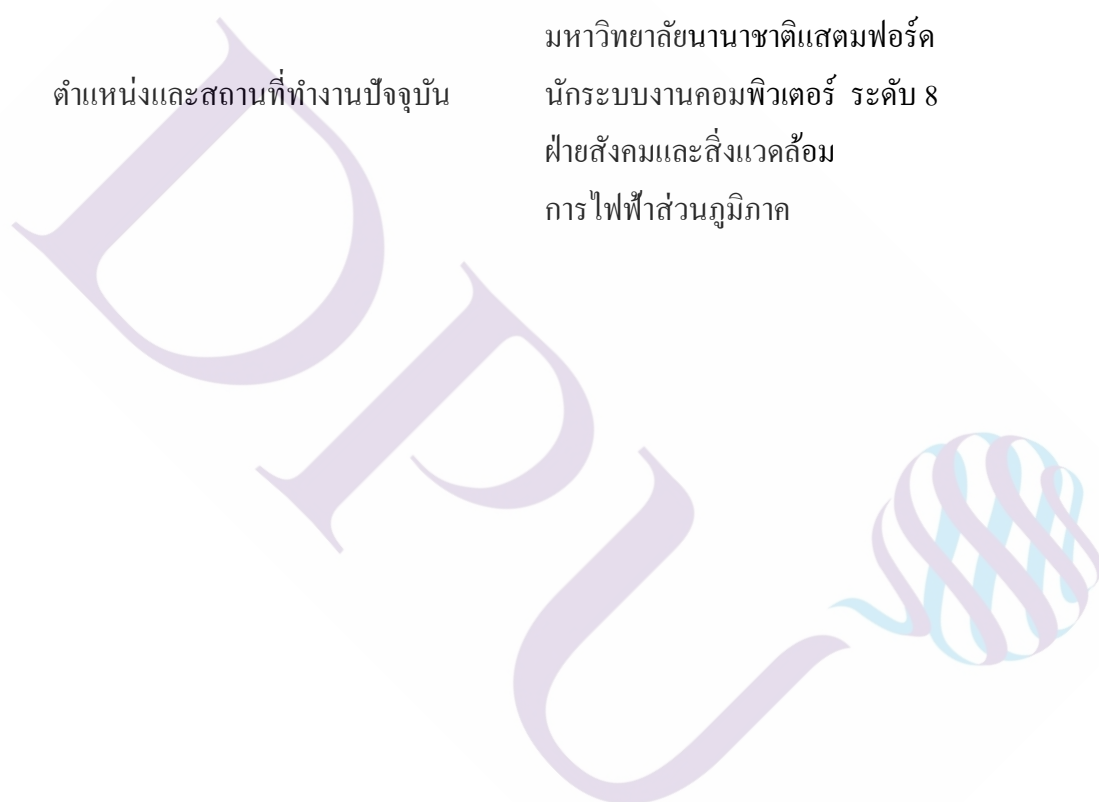 มหาวิทยาลัยนานาชาติแสตมฟอร์ด
ตำแหน่งและสถานที่ทำงานปัจจุบัน นักระบบงานคอมพิวเตอร์ ระดับ 8
ฝ่ายสังคมและสิ่งแวดล้อม
การไฟฟ้าส่วนภูมิภาค
DPU